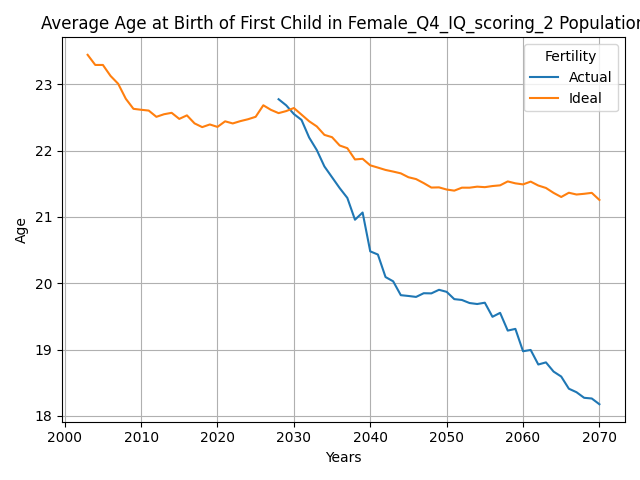 Average Age at Birth of First Child in Female_Q4_IQ_scoring_2 Population
Fertility
Actual
Ideal
23
22
21
20
19
18
Age
2000 2010 2020 2030 2040 2050 2060 2070
Years